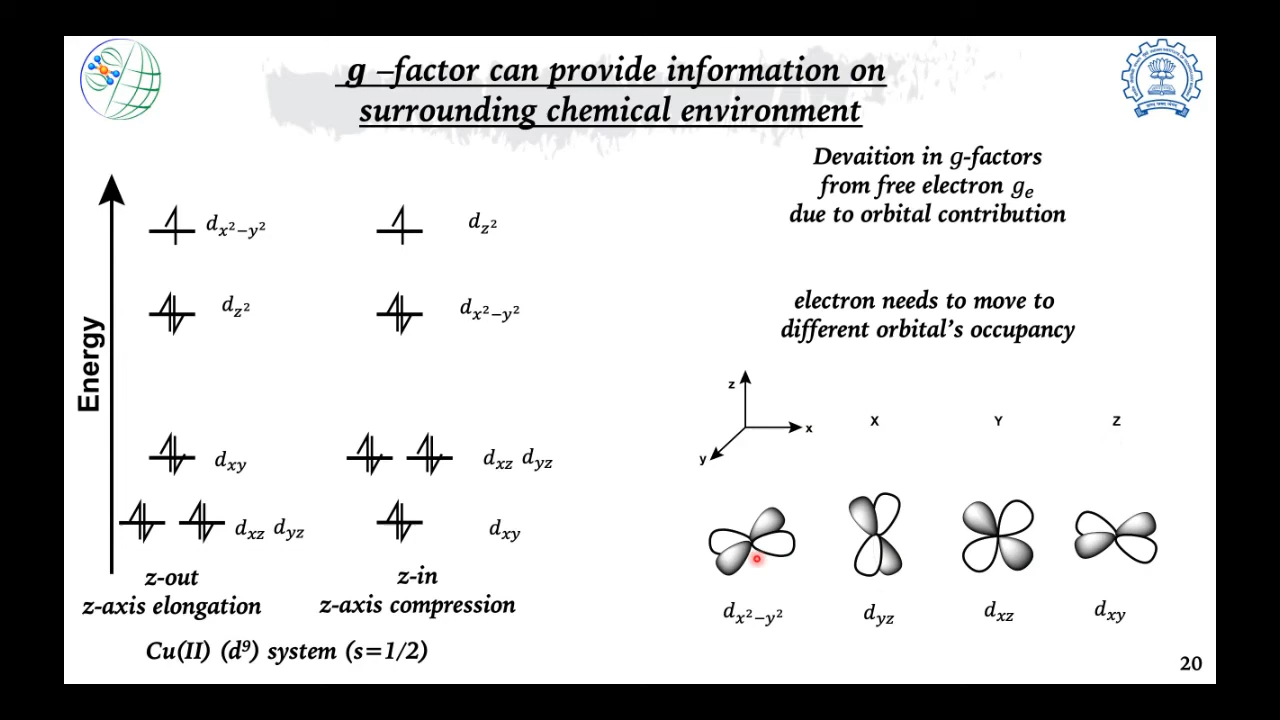 g –factor can provide information on
surrounding chemical environment
Devaition in g-factors
from free electron gₑ
due to orbital contribution
electron needs to move to
different orbital's occupancy
Energy
d_{x²−y²}
d_{z²}
d_{z²}
d_{x²−y²}
d_{xy}
d_{xz} d_{yz}
d_{xz} d_{yz}
d_{xy}
z-out
z-axis elongation
z-in
z-axis compression
Cu(II) (d⁹) system (s=1/2)
z
x
y
X Y Z
d_{x²−y²} d_{yz} d_{xz} d_{xy}
20